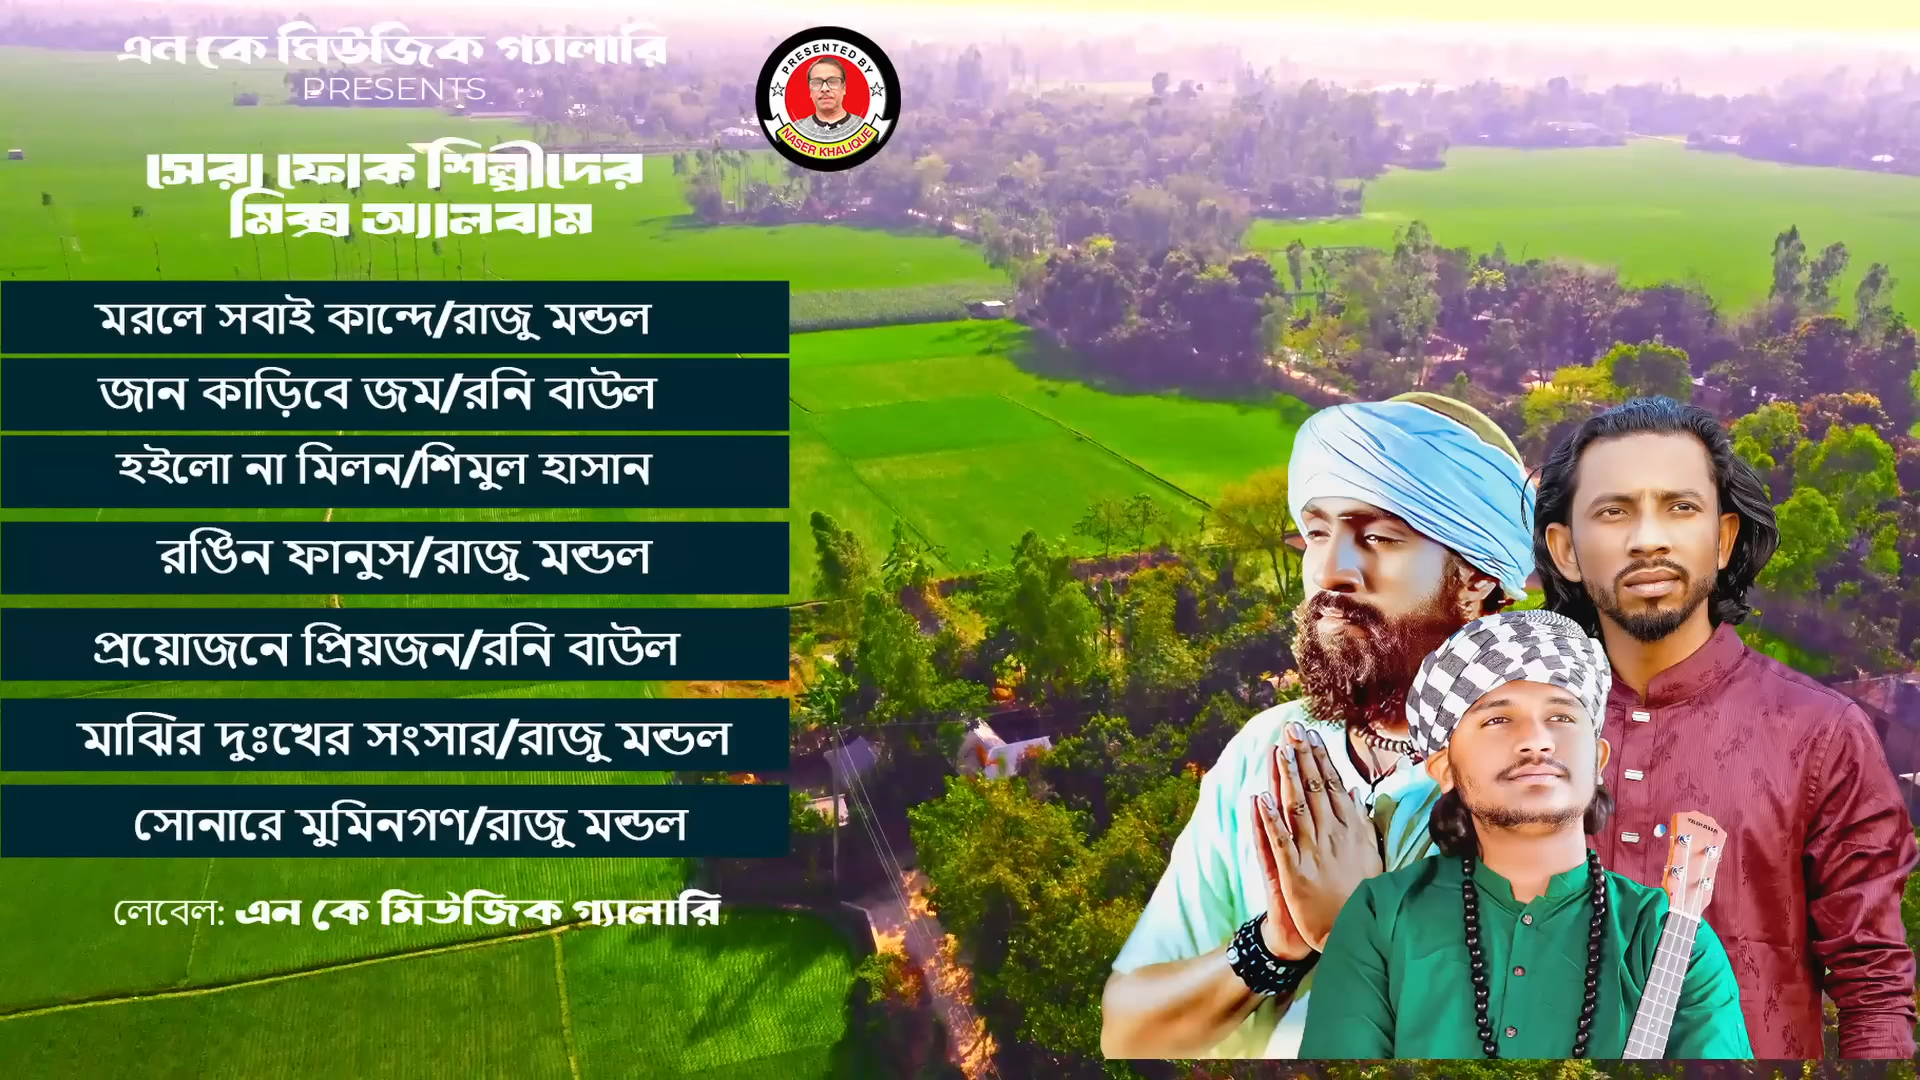 এন কে মিউজিক গ্যালারি
PRESENTS
PRESENTED BY
NASER KHALIQUE
সেরা ফোক শিল্পীদের
মিক্স অ্যালবাম
মরলে সবাই কান্দে/রাজু মন্ডল
জান কাড়িবে জম/রনি বাউল
হইলো না মিলন/শিমুল হাসান
রঙিন ফানুস/রাজু মন্ডল
প্রয়োজনে প্রিয়জন/রনি বাউল
মাঝির দুঃখের সংসার/রাজু মন্ডল
সোনারে মুমিনগণ/রাজু মন্ডল
লেবেল: এন কে মিউজিক গ্যালারি
YAMAHA